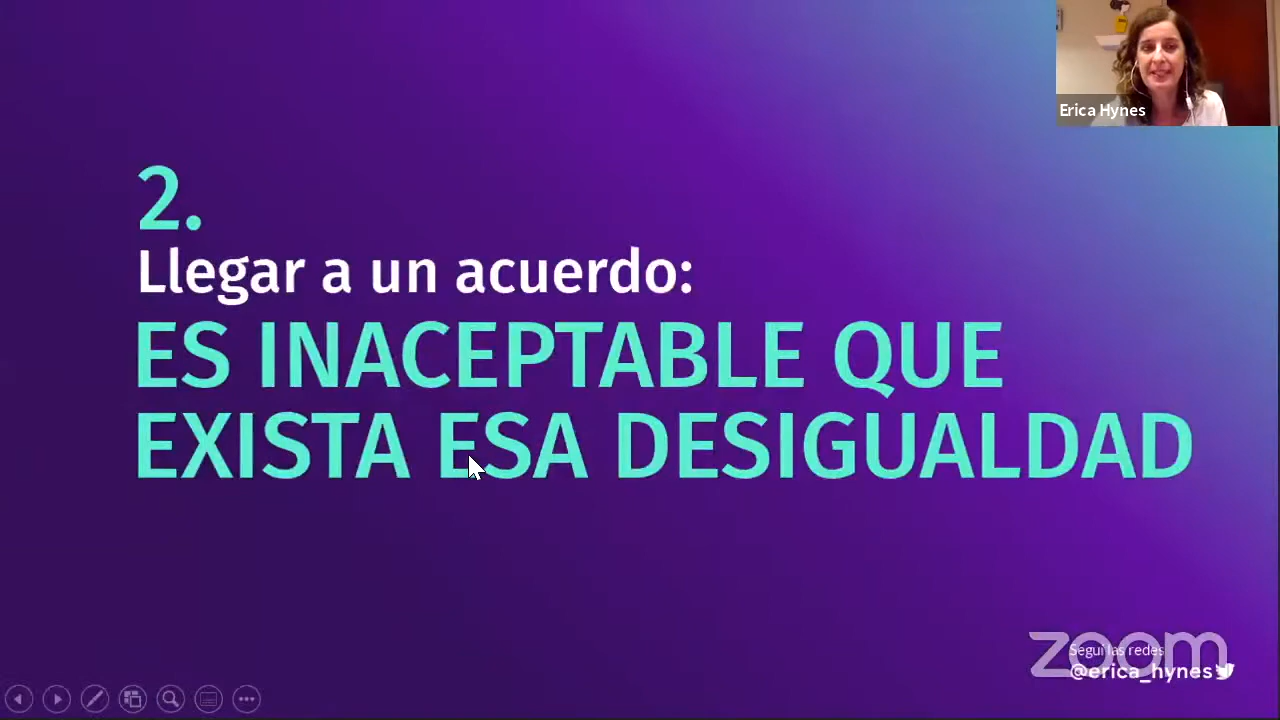 Erica Hynes
2.
Llegar a un acuerdo:
ES INACEPTABLE QUE
EXISTA ESA DESIGUALDAD
zoom
Seguí las redes
@erica_hynes